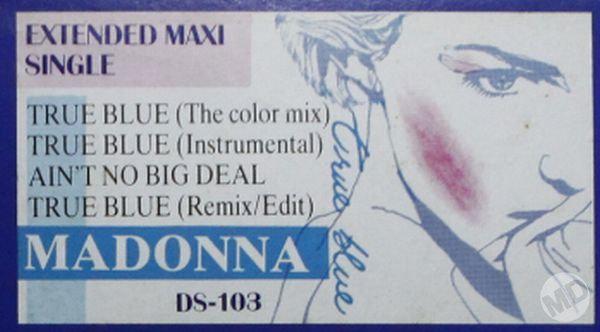 EXTENDED MAXI
SINGLE
TRUE BLUE (The color mix)
TRUE BLUE (Instrumental)
AIN'T NO BIG DEAL
TRUE BLUE (Remix/Edit)
MADONNA
DS-103
true blue
MD